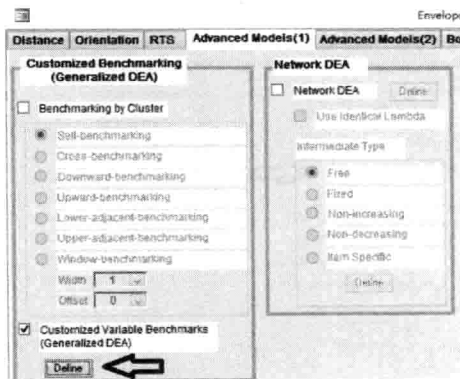 Envelop
Distance Orientation RTS Advanced Models(1) Advanced Models(2) Bo
Customized Benchmarking
(Generalized DEA)
Benchmarking by Cluster
Self-benchmarking
Cross-benchmarking
Downward-benchmarking
Upward-benchmarking
Lower-adjacent-benchmarking
Upper-adjacent-benchmarking
Window-benchmarking
Width 1
Offset 0
Customized Variable Benchmarks
(Generalized DEA)
Define
Network DEA
Network DEA Define
Use Identical Lambda
Intermediate Type
Free
Fixed
Non-increasing
Non-decreasing
Item Specific
Define